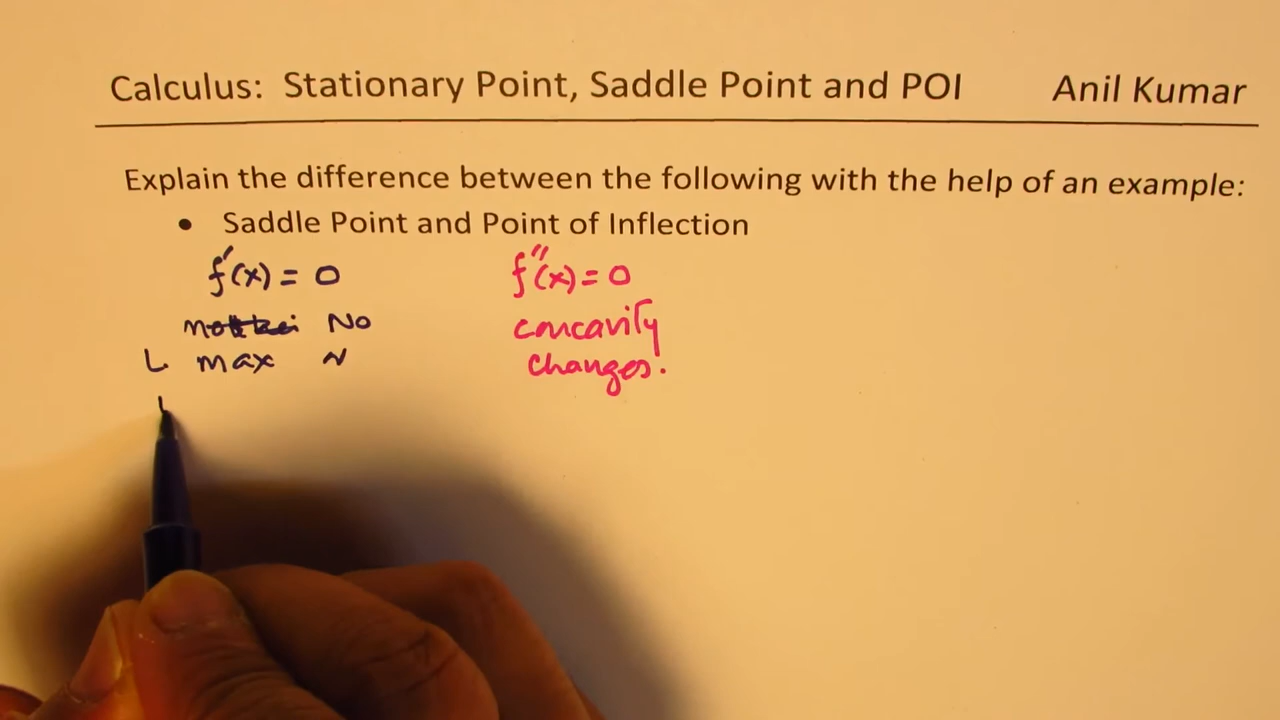 Calculus: Stationary Point, Saddle Point and POI Anil Kumar
Explain the difference between the following with the help of an example:
• Saddle Point and Point of Inflection
f'(x) = 0 f''(x) = 0
No concavity
L max N changes.